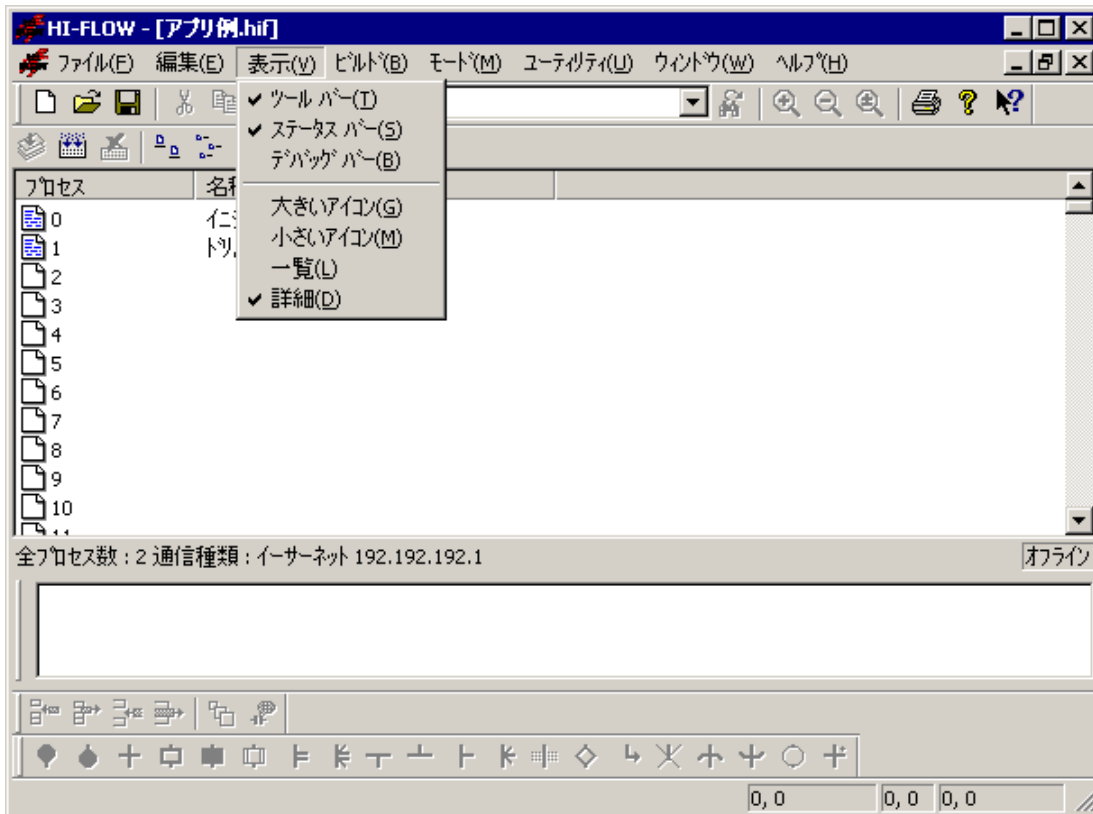 HI-FLOW - [アプリ例.hif]
ファイル(F) 編集(E) 表示(V) ﾋﾞﾙﾄﾞ(B) ﾓｰﾄﾞ(M) ﾕｰﾃｨﾘﾃｨ(U) ｳｨﾝﾄﾞｳ(W) ﾍﾙﾌﾟ(H)
ツール バー(T)
ステータス バー(S)
デバッグ バー(B)
大きいアイコン(G)
小さいアイコン(M)
一覧(L)
詳細(D)
ﾌﾟﾛｾｽ
0
1
2
3
4
5
6
7
8
9
10
全ﾌﾟﾛｾｽ数 : 2 通信種類 : イーサーネット 192.192.192.1 オフライン
0, 0 0, 0 0, 0